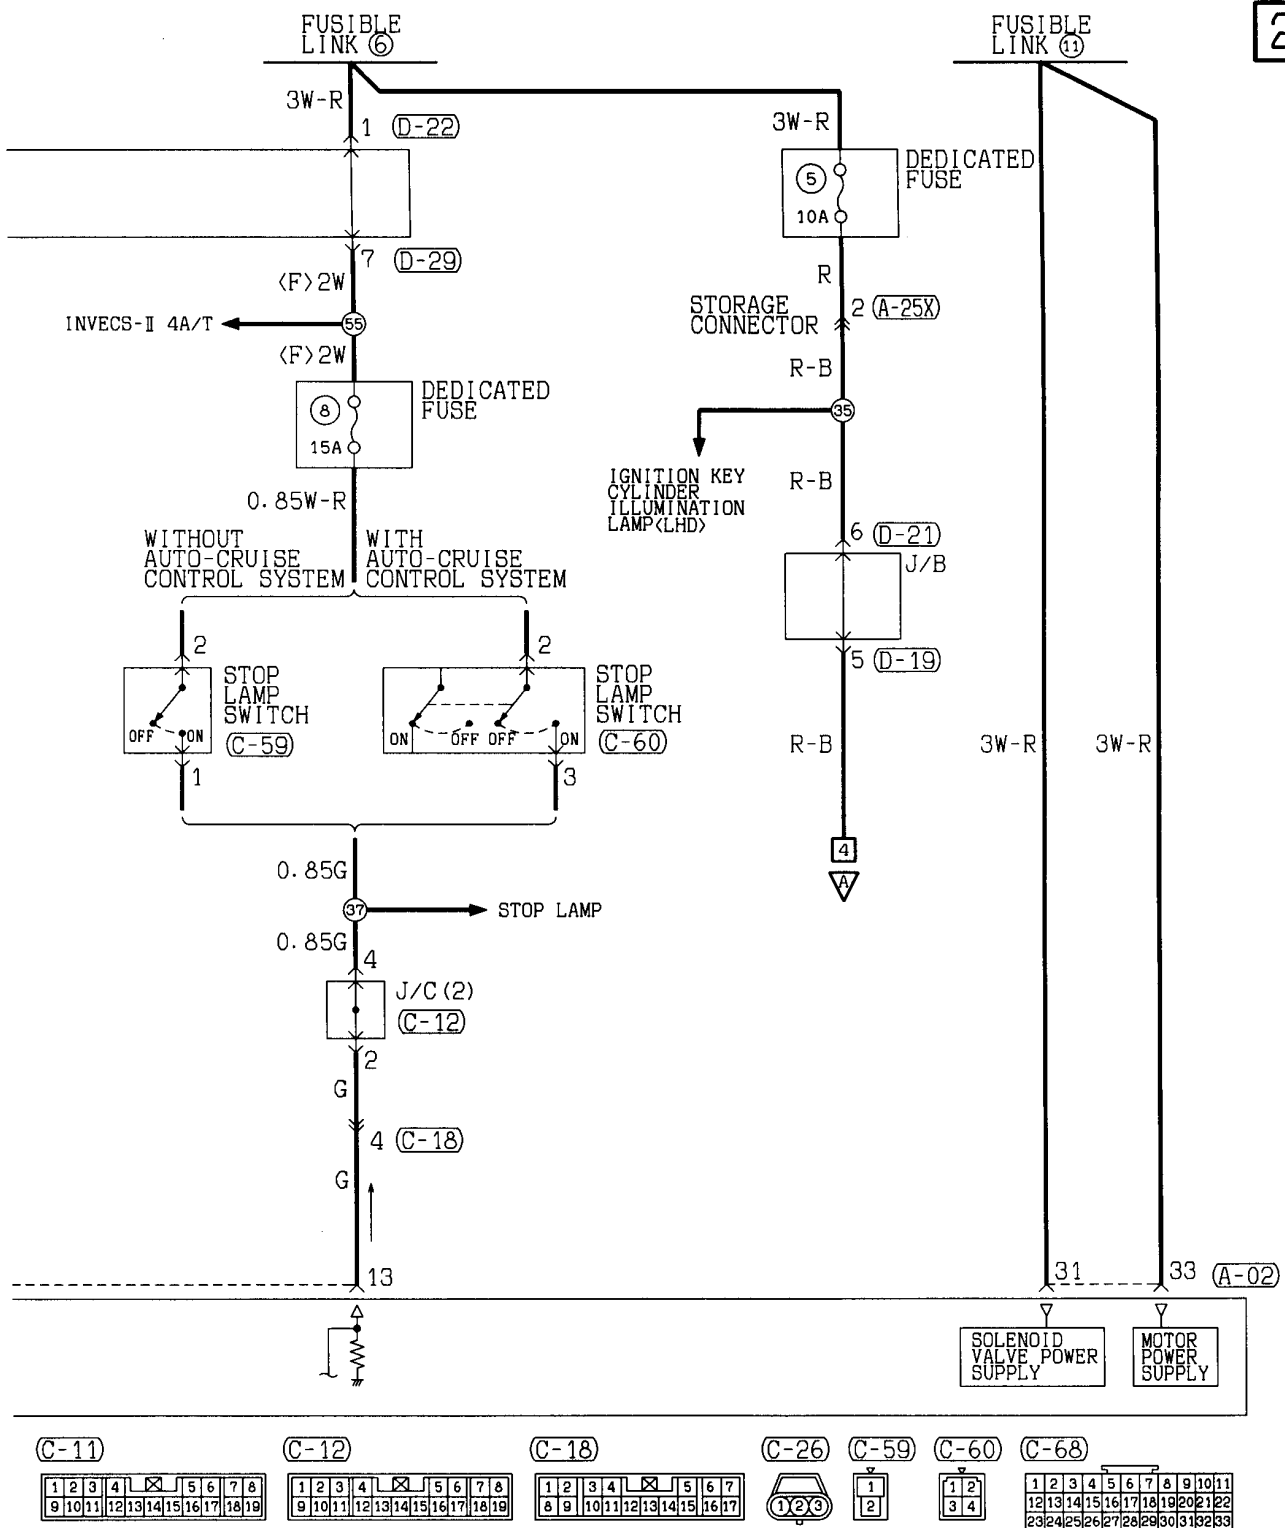 FUSIBLE
LINK ⑥
FUSIBLE
LINK ⑪
2
3W-R
1 (D-22)
3W-R
DEDICATED
FUSE
5
10A
7 (D-29)
<F>2W
R
INVECS-Ⅱ 4A/T
55
STORAGE
CONNECTOR
2 (A-25X)
<F>2W
R-B
DEDICATED
FUSE
8
15A
35
IGNITION KEY
CYLINDER
ILLUMINATION
LAMP<LHD>
R-B
0.85W-R
WITHOUT
AUTO-CRUISE
CONTROL SYSTEM
WITH
AUTO-CRUISE
CONTROL SYSTEM
6 (D-21)
J/B
2
2
5 (D-19)
STOP
LAMP
SWITCH
(C-59)
OFF ON
STOP
LAMP
SWITCH
(C-60)
ON OFF OFF ON
R-B
3W-R
3W-R
1
3
4
A
0.85G
37
STOP LAMP
0.85G
4
J/C(2)
(C-12)
2
G
4 (C-18)
G
13
31
33 (A-02)
SOLENOID
VALVE POWER
SUPPLY
MOTOR
POWER
SUPPLY
(C-11)
1 2 3 4 5 6 7 8
9 10 11 12 13 14 15 16 17 18 19
(C-12)
1 2 3 4 5 6 7 8
9 10 11 12 13 14 15 16 17 18 19
(C-18)
1 2 3 4 5 6 7
8 9 10 11 12 13 14 15 16 17
(C-26)
1 2 3
(C-59)
1
2
(C-60)
1 2
3 4
(C-68)
1 2 3 4 5 6 7 8 9 10 11
12 13 14 15 16 17 18 19 20 21 22
23 24 25 26 27 28 29 30 31 32 33